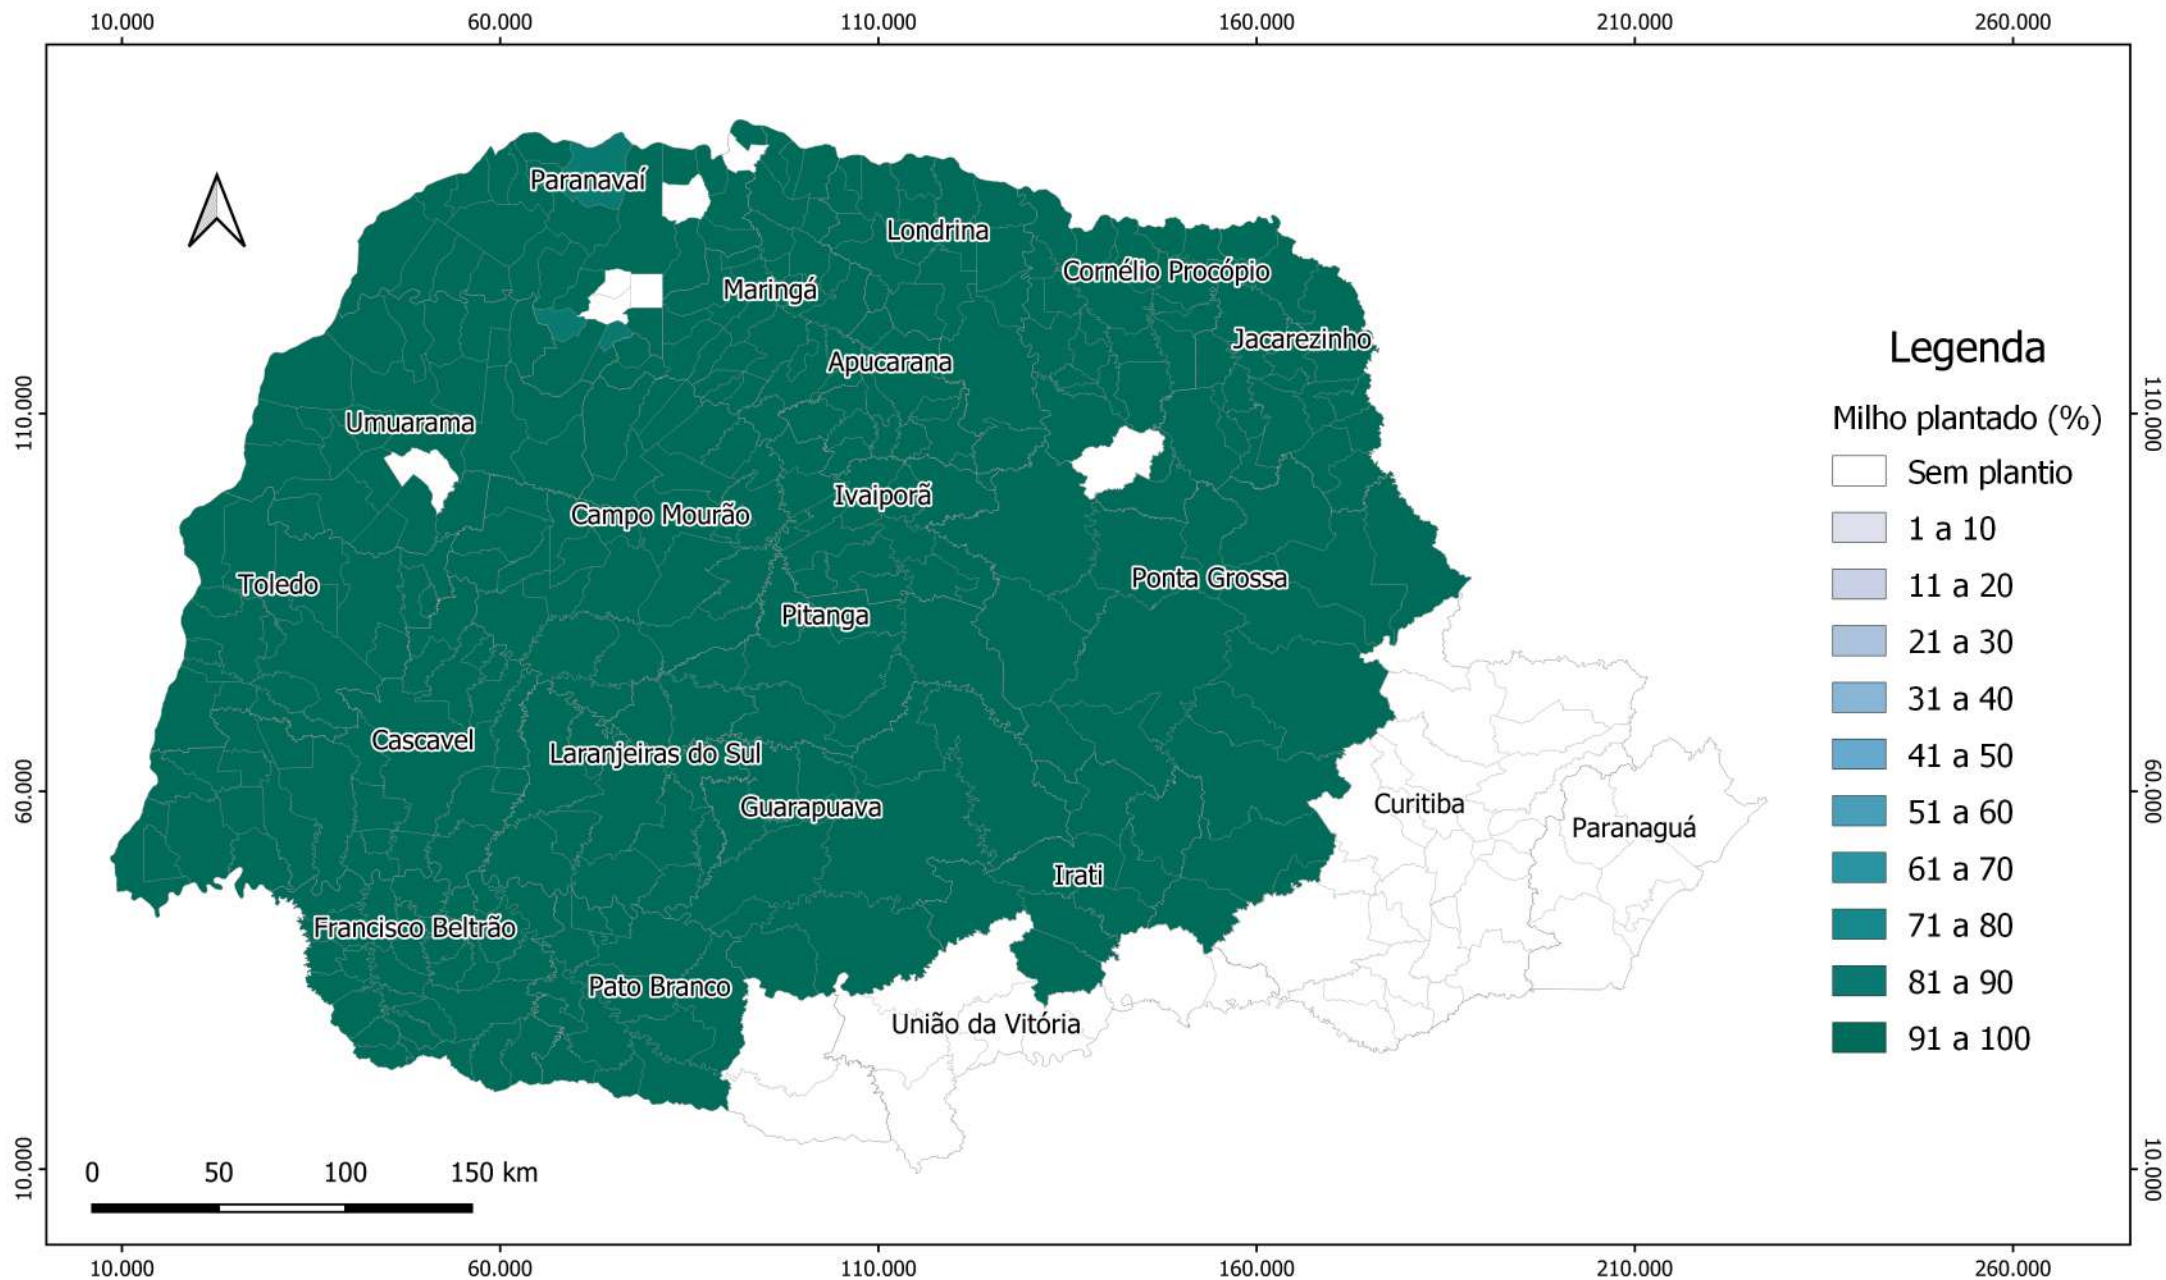 10.000 60.000 110.000 160.000 210.000 260.000
Paranavaí
Londrina
Cornélio Procópio
Maringá
Jacarezinho
Apucarana
Umuarama
Ivaiporã
Campo Mourão
Toledo
Ponta Grossa
Pitanga
Cascavel
Laranjeiras do Sul
Guarapuava
Curitiba
Paranaguá
Irati
Francisco Beltrão
Pato Branco
União da Vitória
Legenda
Milho plantado (%)
Sem plantio
1 a 10
11 a 20
21 a 30
31 a 40
41 a 50
51 a 60
61 a 70
71 a 80
81 a 90
91 a 100
110.000
60.000
10.000
110.000
60.000
10.000
0 50 100 150 km
10.000 60.000 110.000 160.000 210.000 260.000